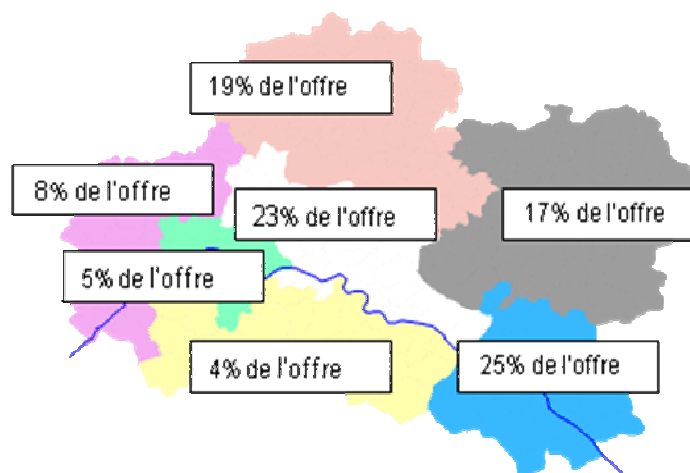 19% de l'offre
8% de l'offre
23% de l'offre
17% de l'offre
5% de l'offre
4% de l'offre
25% de l'offre